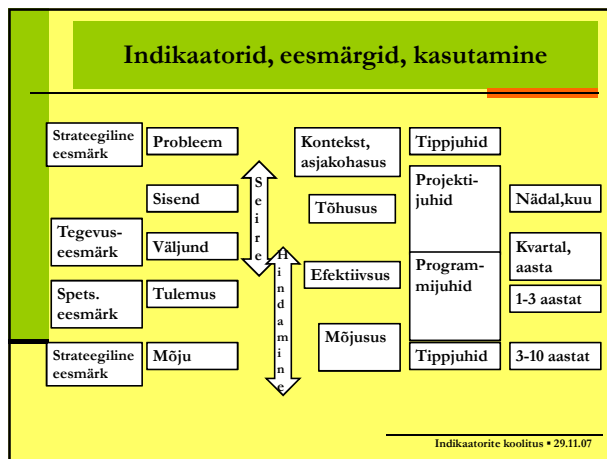 Indikaatorid, eesmärgid, kasutamine
Strateegiline
eesmärk
Probleem
Kontekst,
asjakohasus
Tippjuhid
Seire
Sisend
Tõhusus
Projekti-
juhid
Nädal,kuu
Tegevus-
eesmärk
Väljund
Hindamine
Efektiivsus
Program-
mijuhid
Kvartal,
aasta
Spets.
eesmärk
Tulemus
1-3 aastat
Strateegiline
eesmärk
Mõju
Mõjusus
Tippjuhid
3-10 aastat
Indikaatorite koolitus ▪ 29.11.07